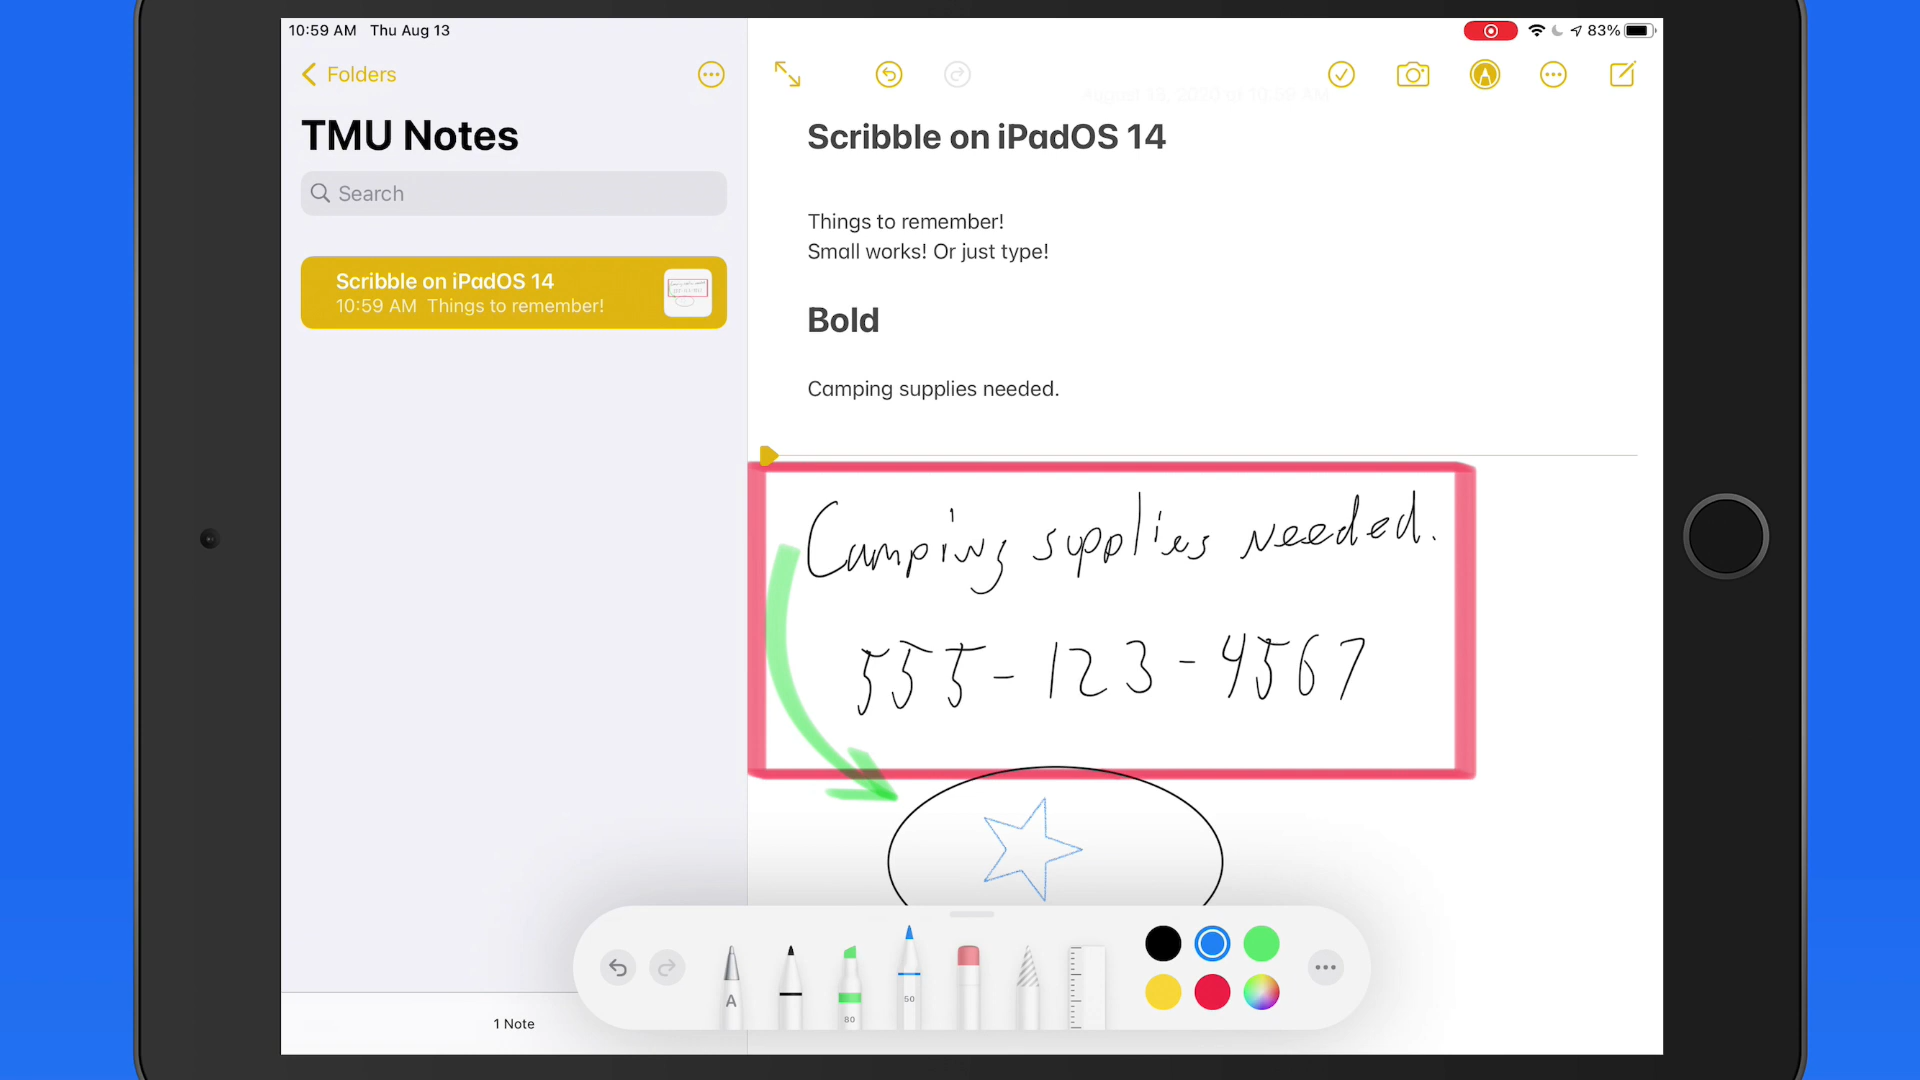 10:59 AM Thu Aug 13
83%
Folders
TMU Notes
Search
Scribble on iPadOS 14
10:59 AM Things to remember!
1 Note
Scribble on iPadOS 14
Things to remember!
Small works! Or just type!
Bold
Camping supplies needed.
Camping supplies needed.
555-123-4567
A
80
50